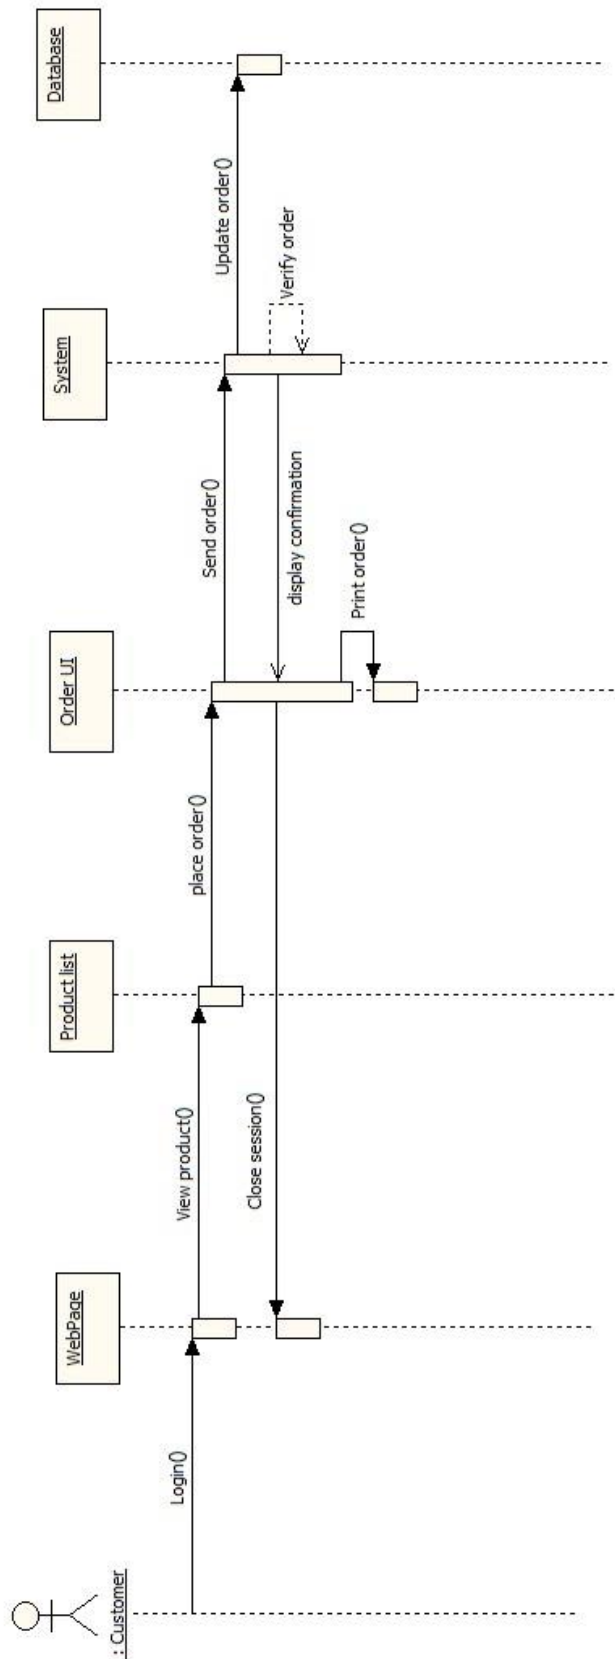 : Customer
WebPage
Product list
Order UI
System
Database
Login()
View product()
place order()
Send order()
Update order()
Close session()
display confirmation
Verify order
Print order()